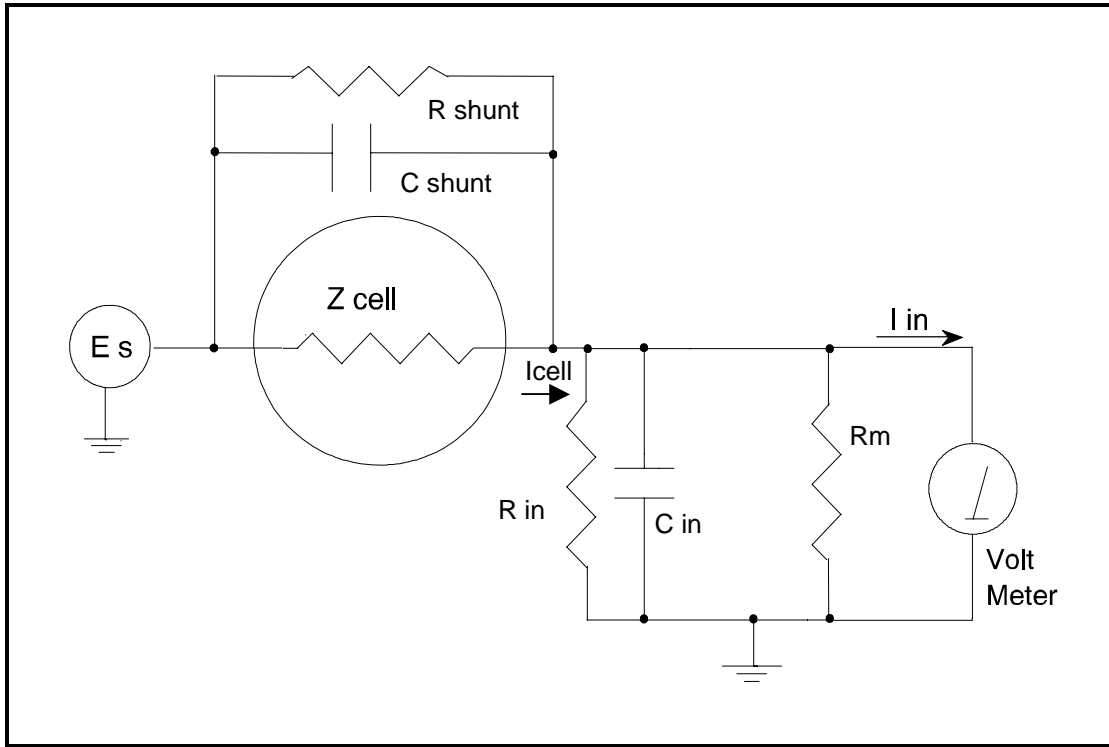 R shunt
C shunt
Z cell
E s
I in
Icell
Rm
R in
C in
Volt
Meter